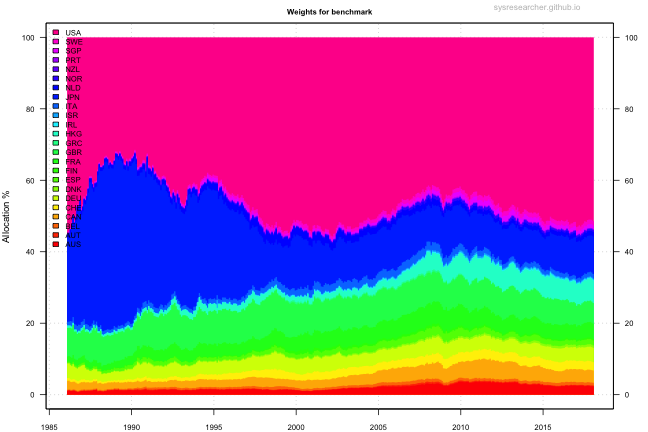 sysresearcher.github.io
Weights for benchmark
Allocation %
100
80
60
40
20
0
USA
SWE
SGP
PRT
NZL
NOR
NLD
JPN
ITA
ISR
IRL
HKG
GRC
GBR
FRA
FIN
ESP
DNK
DEU
CHE
CAN
BEL
AUT
AUS
100
80
60
40
20
0
1985
1990
1995
2000
2005
2010
2015